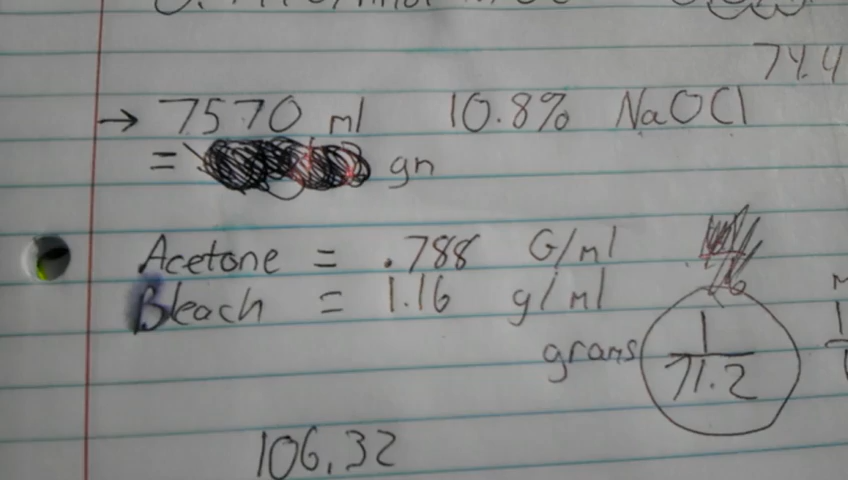 74.4
→ 7570 ml 10.8% NaOCl
= gn
Acetone = .788 G/ml
Bleach = 1.16 g/ml
grams 1
71.2
106.32